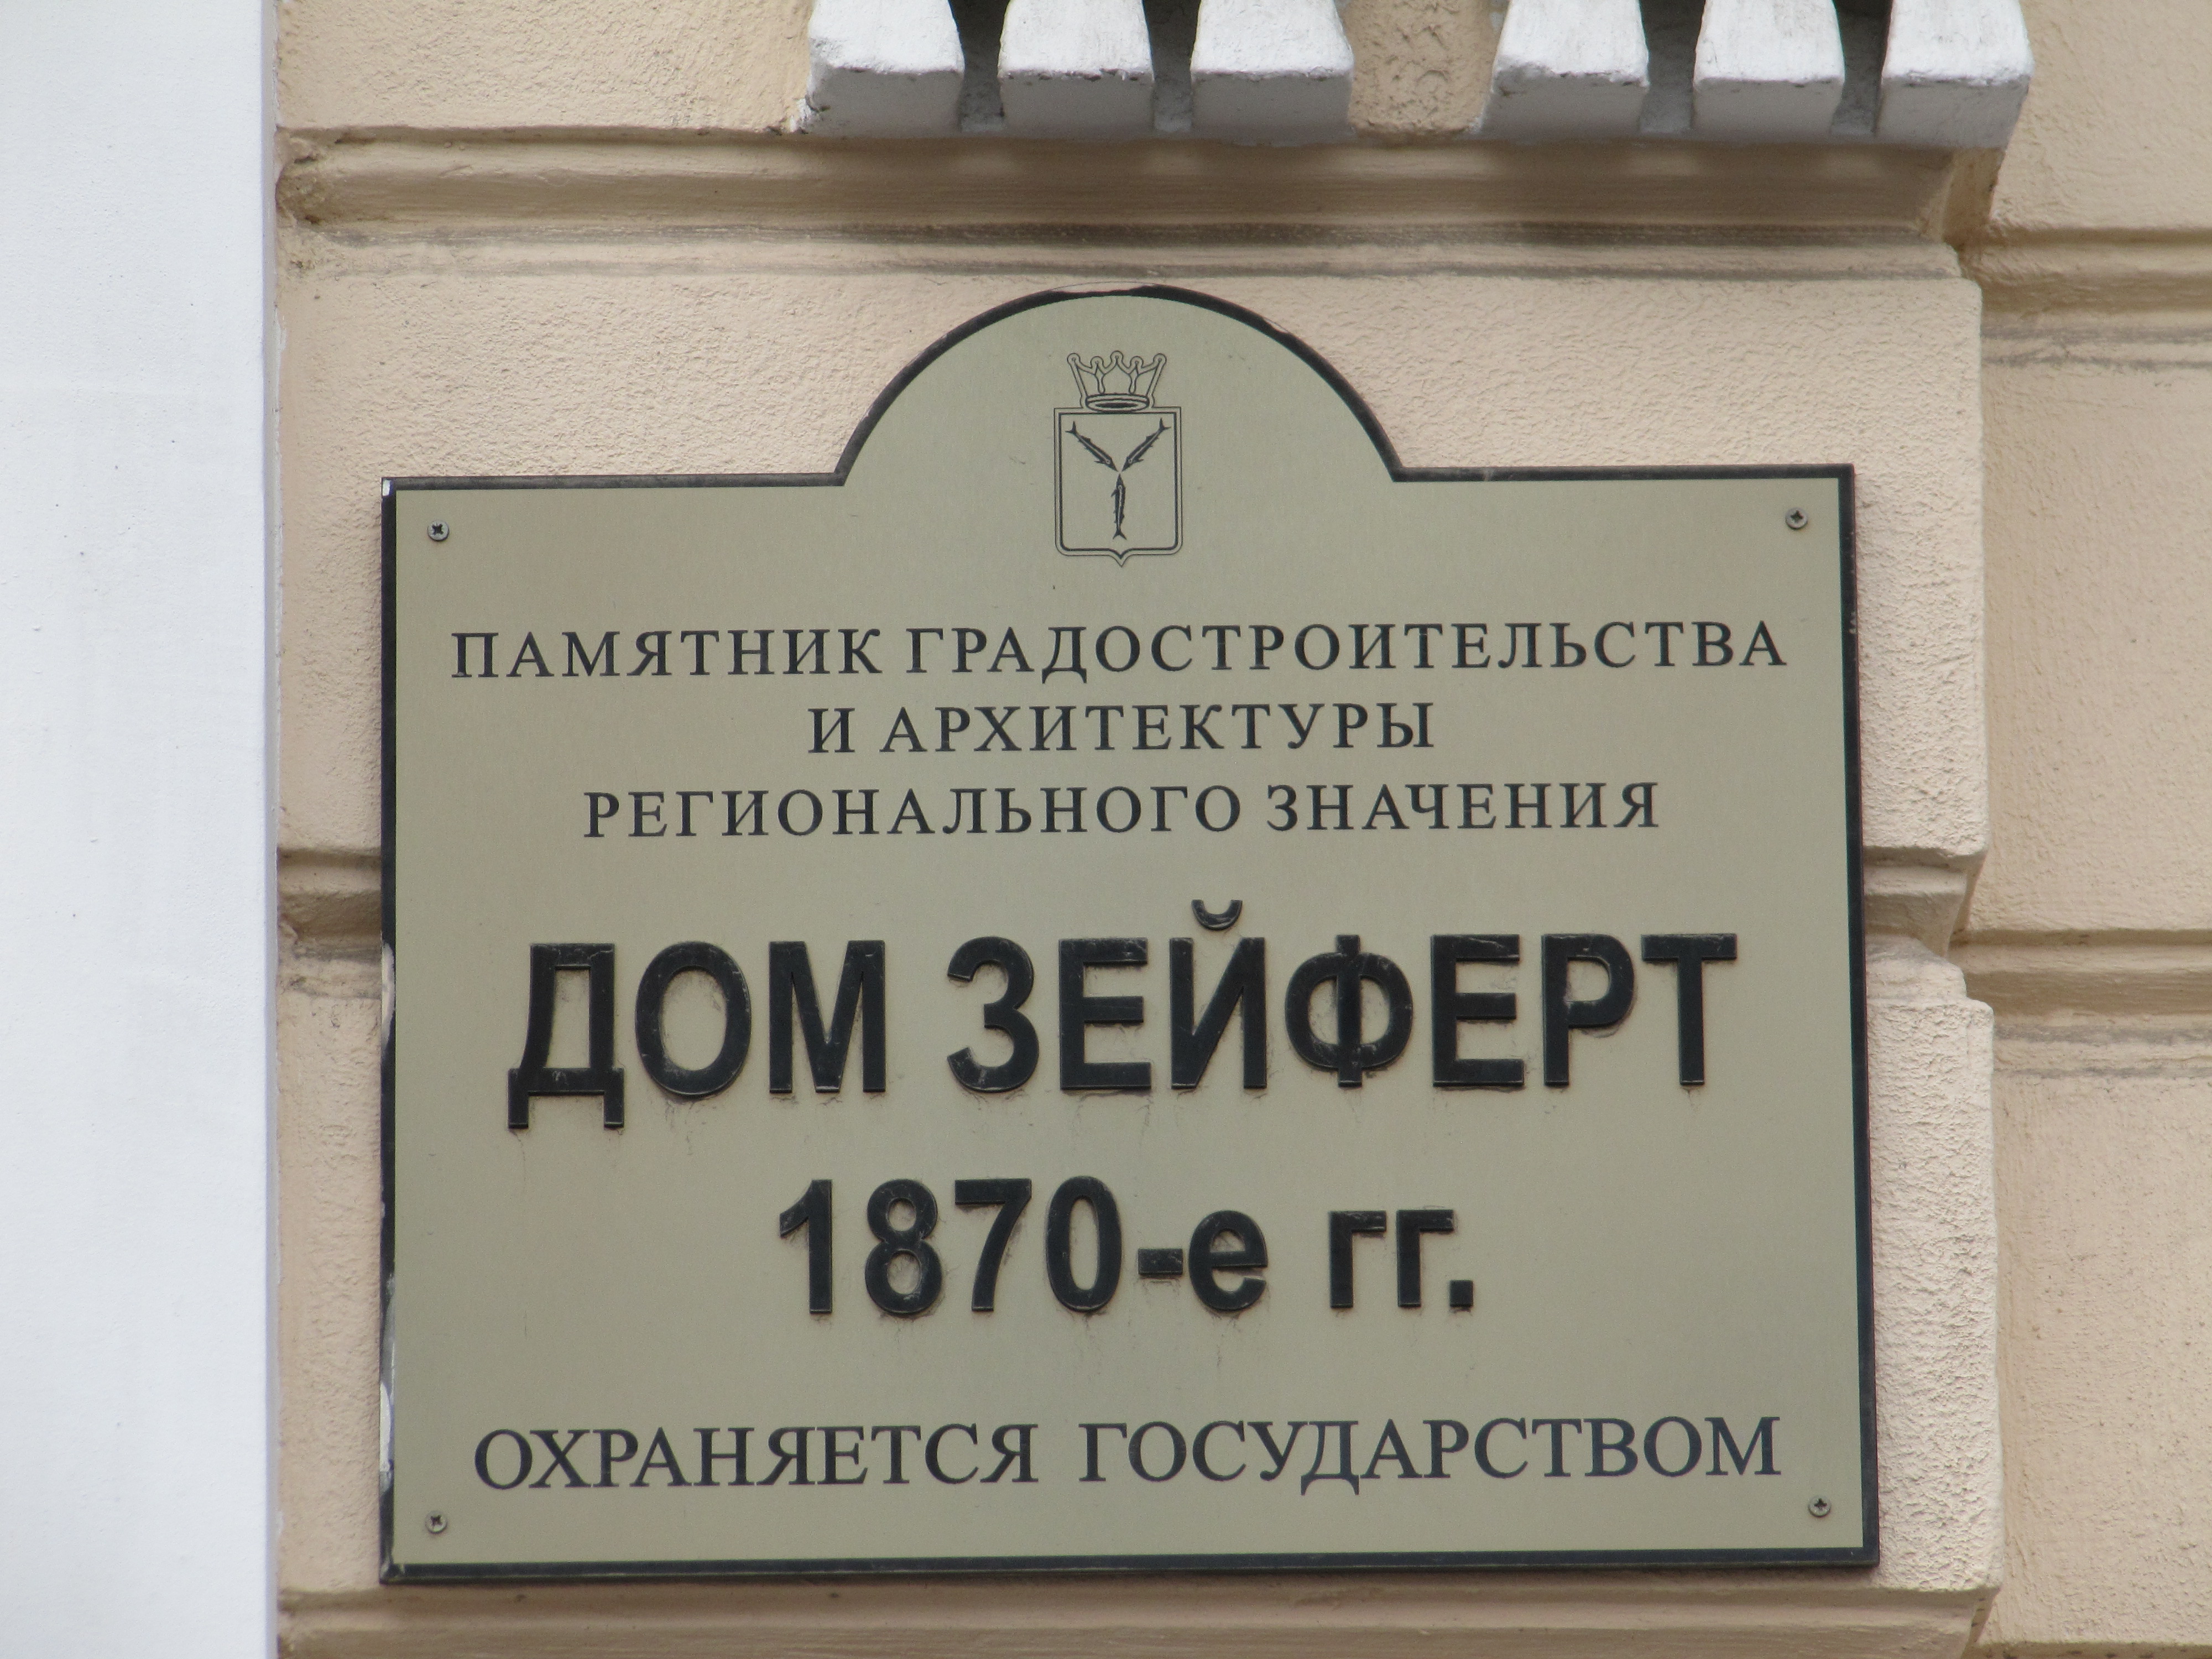 ПАМЯТНИК ГРАДОСТРОИТЕЛЬСТВА
И АРХИТЕКТУРЫ
РЕГИОНАЛЬНОГО ЗНАЧЕНИЯ
ДОМ ЗЕЙФЕРТ
1870-е гг.
ОХРАНЯЕТСЯ ГОСУДАРСТВОМ